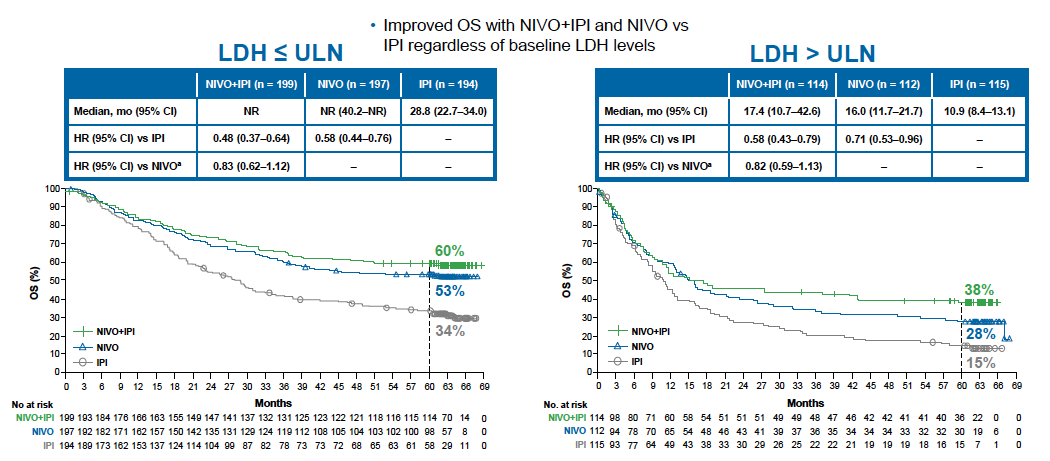 • Improved OS with NIVO+IPI and NIVO vs
IPI regardless of baseline LDH levels
LDH ≤ ULN
NIVO+IPI (n = 199) NIVO (n = 197) IPI (n = 194)
Median, mo (95% CI) NR NR (40.2–NR) 28.8 (22.7–34.0)
HR (95% CI) vs IPI 0.48 (0.37–0.64) 0.58 (0.44–0.76) –
HR (95% CI) vs NIVOᵃ 0.83 (0.62–1.12) – –
OS (%)
100
90
80
70
60
50
40
30
20
10
0
60%
53%
34%
NIVO+IPI
NIVO
IPI
0 3 6 9 12 15 18 21 24 27 30 33 36 39 42 45 48 51 54 57 60 63 66 69
Months
No at risk
NIVO+IPI 199 193 184 176 166 163 155 149 147 141 137 132 131 125 123 122 121 118 116 115 114 70 14 0
NIVO 197 192 182 171 162 157 150 142 135 131 129 124 119 112 108 105 104 103 102 100 98 57 8 0
IPI 194 189 173 162 153 137 124 114 104 99 87 82 78 73 73 72 68 65 63 61 58 29 11 0
LDH > ULN
NIVO+IPI (n = 114) NIVO (n = 112) IPI (n = 115)
Median, mo (95% CI) 17.4 (10.7–42.6) 16.0 (11.7–21.7) 10.9 (8.4–13.1)
HR (95% CI) vs IPI 0.58 (0.43–0.79) 0.71 (0.53–0.96) –
HR (95% CI) vs NIVOᵃ 0.82 (0.59–1.13) – –
OS (%)
100
90
80
70
60
50
40
30
20
10
0
38%
28%
15%
NIVO+IPI
NIVO
IPI
0 3 6 9 12 15 18 21 24 27 30 33 36 39 42 45 48 51 54 57 60 63 66 69
Months
No. at risk
NIVO+IPI 114 98 80 71 60 58 54 51 51 51 49 49 48 47 46 42 42 41 41 40 36 22 0 0
NIVO 112 94 78 70 65 54 48 46 43 41 39 37 36 35 34 34 34 33 32 32 30 19 6 0
IPI 115 93 77 64 49 43 38 33 30 29 26 25 22 22 21 19 19 19 18 16 15 7 1 0